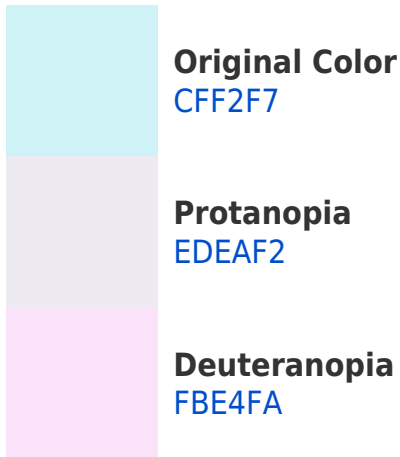 Original Color
CFF2F7
Protanopia
EDEAF2
Deuteranopia
FBE4FA